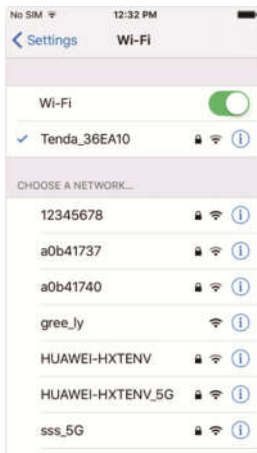 No SIM 12:32 PM
Settings Wi-Fi
Wi-Fi
Tenda_36EA10
CHOOSE A NETWORK...
12345678
a0b41737
a0b41740
gree_ly
HUAWEI-HXTENV
HUAWEI-HXTENV_5G
sss_5G